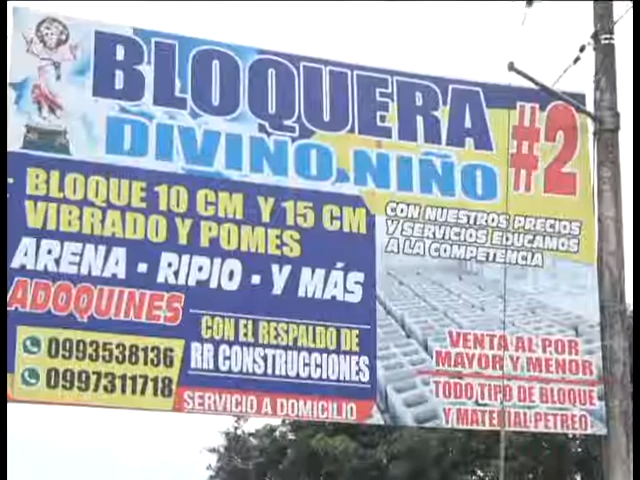 BLOQUERA #2
DIVINO NIÑO
BLOQUE 10 CM Y 15 CM
VIBRADO Y POMES
ARENA - RIPIO - Y MÁS
ADOQUINES
0993538136
0997311718
CON EL RESPALDO DE
RR CONSTRUCCIONES
SERVICIO A DOMICILIO
CON NUESTROS PRECIOS
Y SERVICIOS EDUCAMOS
A LA COMPETENCIA
VENTA AL POR
MAYOR Y MENOR
TODO TIPO DE BLOQUE
Y MATERIAL PETREO